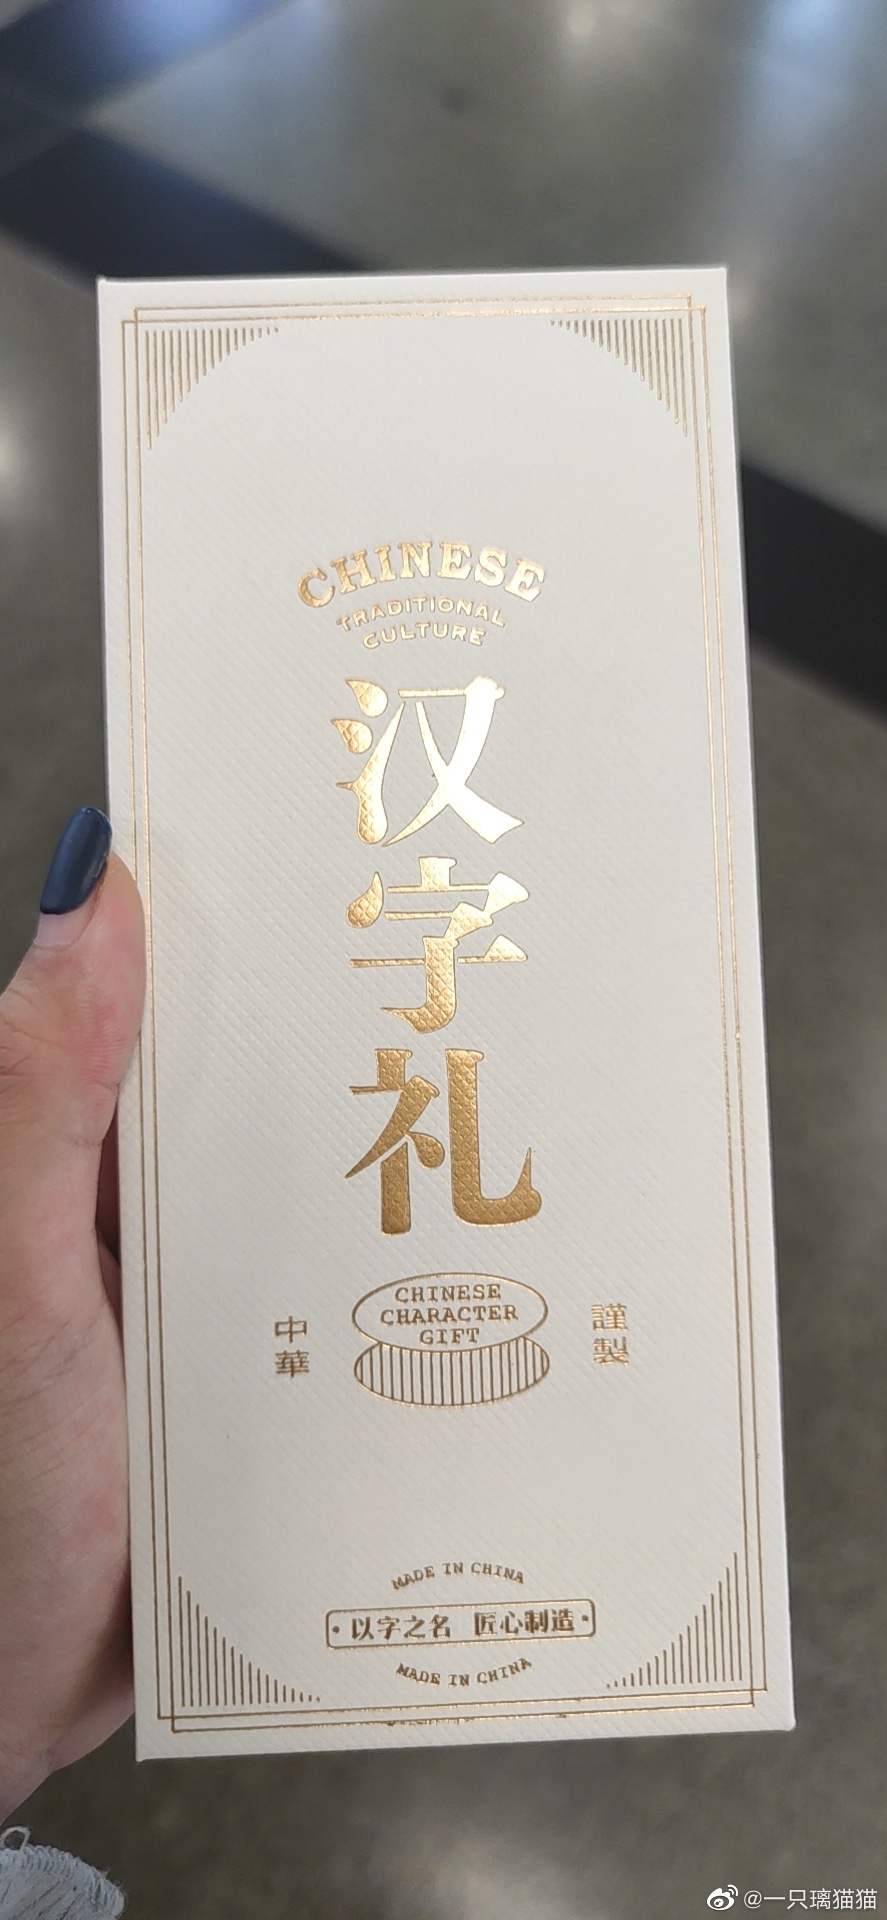 CHINESE
TRADITIONAL
CULTURE
汉字礼
CHINESE
CHARACTER
GIFT
中華
謹製
MADE IN CHINA
·以字之名 匠心制造·
MADE IN CHINA
@一只璃猫猫